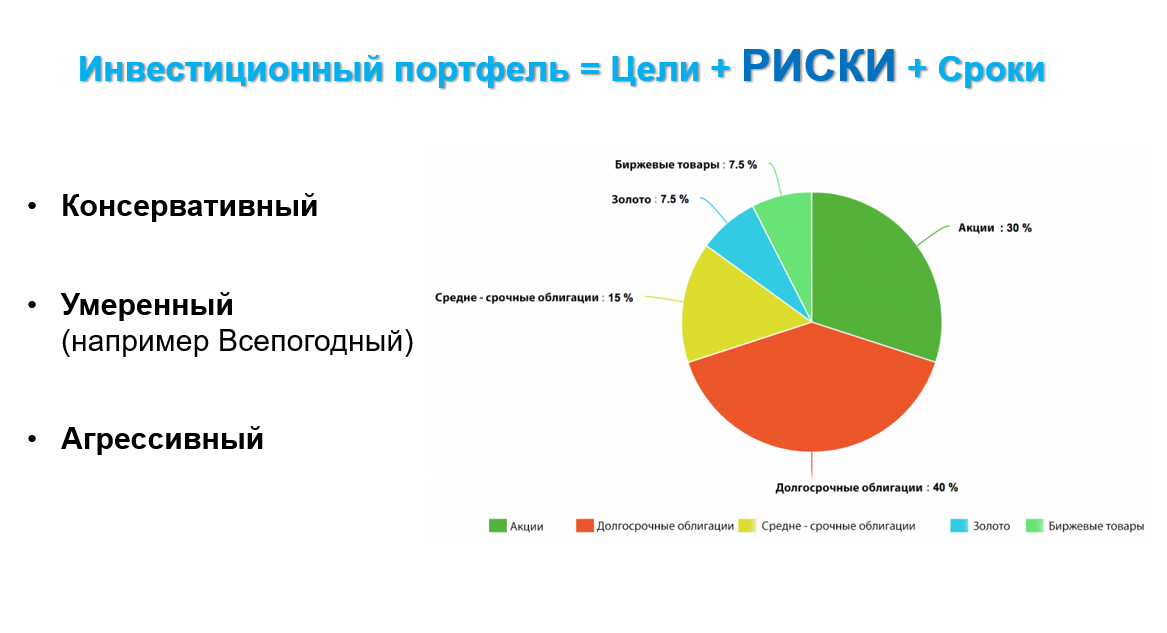 Инвестиционный портфель = Цели + РИСКИ + Сроки
• Консервативный
• Умеренный
(например Всепогодный)
• Агрессивный
Биржевые товары : 7.5 %
Золото : 7.5 %
Акции : 30 %
Средне - срочные облигации : 15 %
Долгосрочные облигации : 40 %
Акции Долгосрочные облигации Средне - срочные облигации Золото Биржевые товары